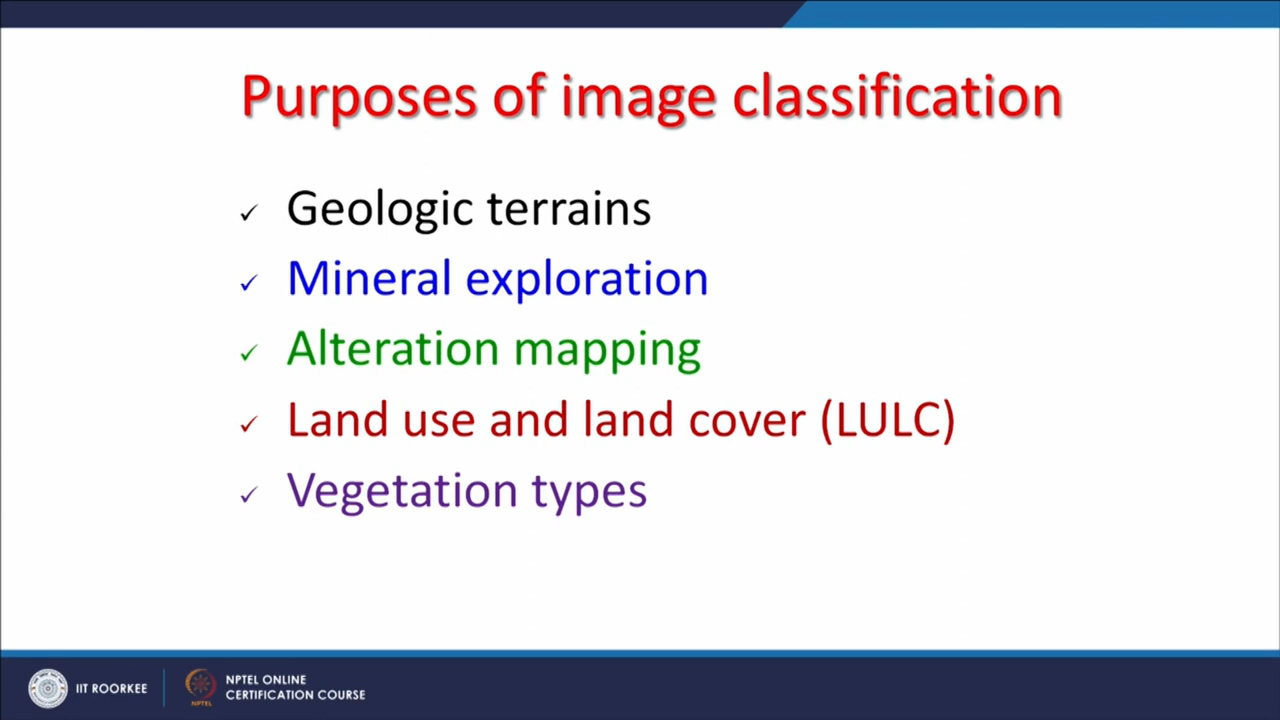 Purposes of image classification
✓ Geologic terrains
✓ Mineral exploration
✓ Alteration mapping
✓ Land use and land cover (LULC)
✓ Vegetation types
IIT ROORKEE
NPTEL
NPTEL ONLINE
CERTIFICATION COURSE